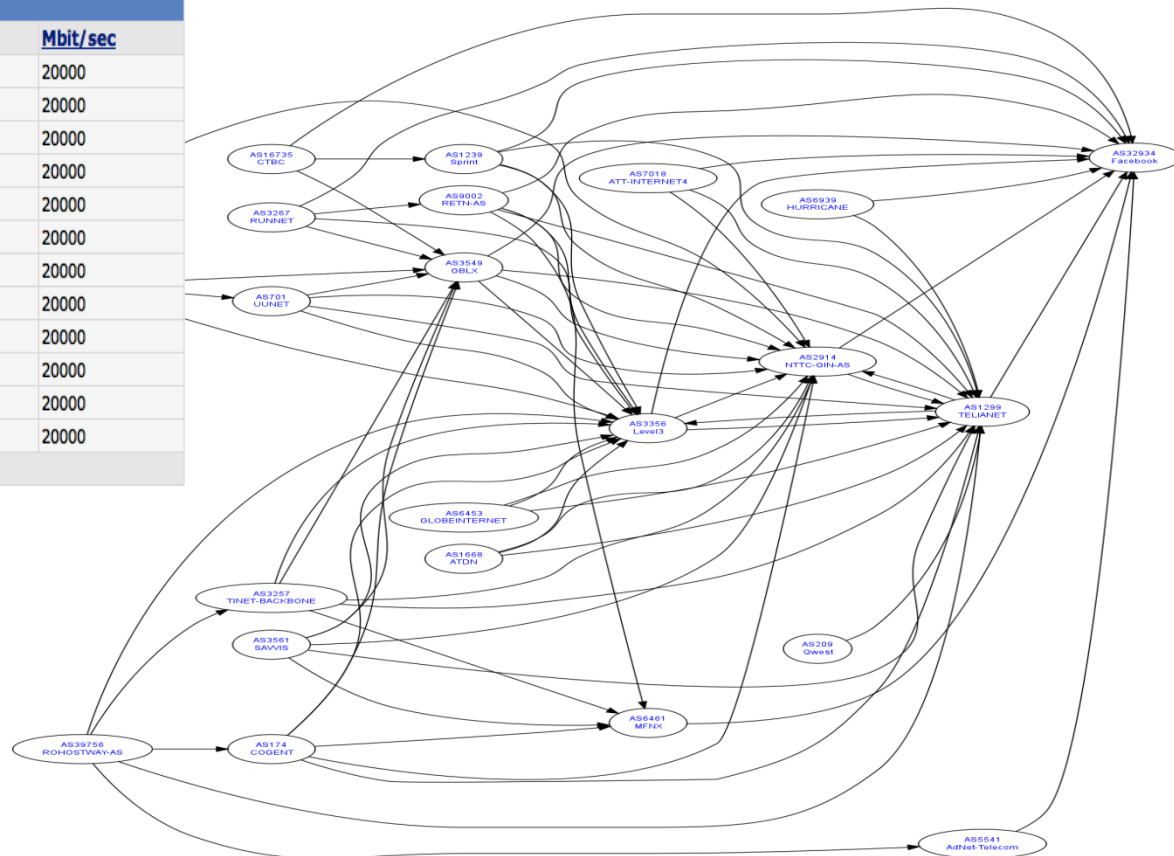 Mbit/sec
20000
20000
20000
20000
20000
20000
20000
20000
20000
20000
20000
20000
AS16735
CTBC
AS1239
Sprint
AS32934
Facebook
AS7018
ATT-INTERNET4
AS9002
RETN-AS
AS6939
HURRICANE
AS3267
RUNNET
AS3549
GBLX
AS701
UUNET
AS2914
NTTC-GIN-AS
AS1299
TELIANET
AS3356
Level3
AS6453
GLOBEINTERNET
AS1668
ATDN
AS3257
TINET-BACKBONE
AS3561
SAVVIS
AS209
Qwest
AS6461
MFNX
AS39756
ROHOSTWAY-AS
AS174
COGENT
AS5541
AdNet-Telecom